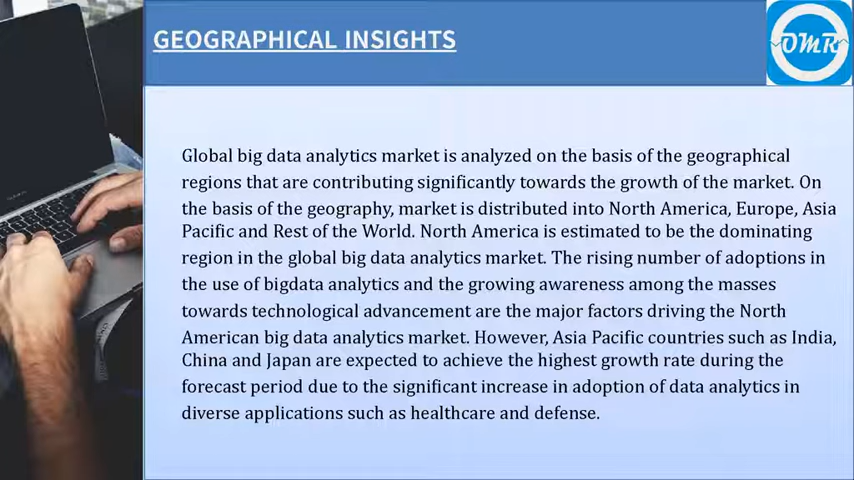 GEOGRAPHICAL INSIGHTS
OMR
Global big data analytics market is analyzed on the basis of the geographical
regions that are contributing significantly towards the growth of the market. On
the basis of the geography, market is distributed into North America, Europe, Asia
Pacific and Rest of the World. North America is estimated to be the dominating
region in the global big data analytics market. The rising number of adoptions in
the use of bigdata analytics and the growing awareness among the masses
towards technological advancement are the major factors driving the North
American big data analytics market. However, Asia Pacific countries such as India,
China and Japan are expected to achieve the highest growth rate during the
forecast period due to the significant increase in adoption of data analytics in
diverse applications such as healthcare and defense.